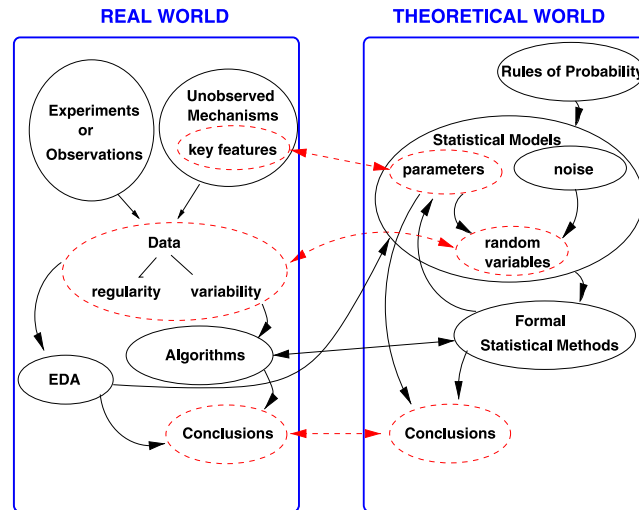 REAL WORLD
THEORETICAL WORLD
Experiments
or
Observations
Unobserved
Mechanisms
key features
Rules of Probability
Statistical Models
parameters
noise
random
variables
Data
regularity
variability
Algorithms
EDA
Conclusions
Formal
Statistical Methods
Conclusions